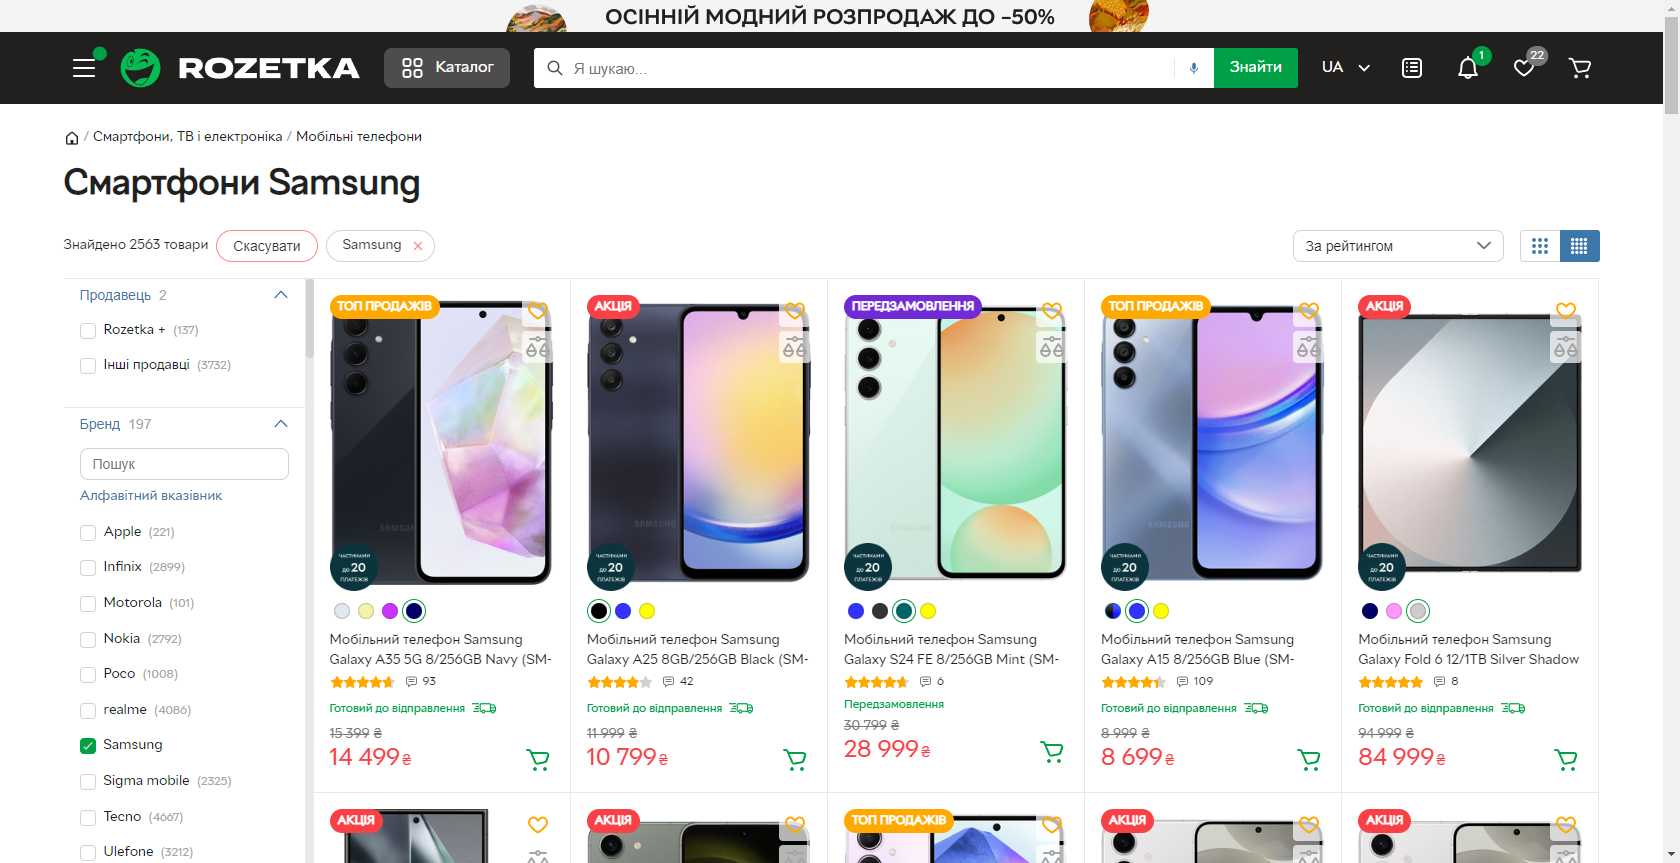 ОСІННІЙ МОДНИЙ РОЗПРОДАЖ ДО -50%
ROZETKA
Каталог
Я шукаю...
Знайти
UA
1
22
/ Смартфони, ТВ і електроніка / Мобільні телефони
Смартфони Samsung
Знайдено 2563 товари
Скасувати
Samsung
За рейтингом
Продавець 2
Rozetka + (137)
Інші продавці (3732)
Бренд 197
Пошук
Алфавітний вказівник
Apple (221)
Infinix (2899)
Motorola (101)
Nokia (2792)
Poco (1008)
realme (4086)
Samsung
Sigma mobile (2325)
Tecno (4667)
Ulefone (3212)
ТОП ПРОДАЖІВ
SAMSUNG
ЧАСТИНАМИ
ДО 20
ПЛАТЕЖІВ
Мобільний телефон Samsung
Galaxy A35 5G 8/256GB Navy (SM-
93
Готовий до відправлення
15 399 ₴
14 499 ₴
АКЦІЯ
SAMSUNG
ЧАСТИНАМИ
ДО 20
ПЛАТЕЖІВ
Мобільний телефон Samsung
Galaxy A25 8GB/256GB Black (SM-
42
Готовий до відправлення
11 999 ₴
10 799 ₴
ПЕРЕДЗАМОВЛЕННЯ
SAMSUNG
ЧАСТИНАМИ
ДО 20
ПЛАТЕЖІВ
Мобільний телефон Samsung
Galaxy S24 FE 8/256GB Mint (SM-
6
Передзамовлення
30 799 ₴
28 999 ₴
ТОП ПРОДАЖІВ
SAMSUNG
ЧАСТИНАМИ
ДО 20
ПЛАТЕЖІВ
Мобільний телефон Samsung
Galaxy A15 8/256GB Blue (SM-
109
Готовий до відправлення
8 999 ₴
8 699 ₴
АКЦІЯ
ЧАСТИНАМИ
ДО 20
ПЛАТЕЖІВ
Мобільний телефон Samsung
Galaxy Fold 6 12/1TB Silver Shadow
8
Готовий до відправлення
94 999 ₴
84 999 ₴
АКЦІЯ
АКЦІЯ
ТОП ПРОДАЖІВ
АКЦІЯ
АКЦІЯ